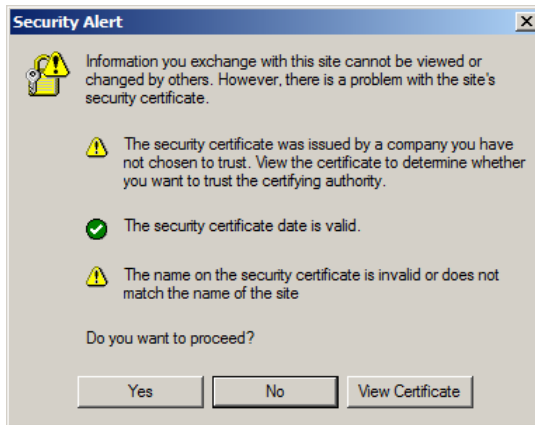 Security Alert
Information you exchange with this site cannot be viewed or
changed by others. However, there is a problem with the site's
security certificate.
The security certificate was issued by a company you have
not chosen to trust. View the certificate to determine whether
you want to trust the certifying authority.
The security certificate date is valid.
The name on the security certificate is invalid or does not
match the name of the site
Do you want to proceed?
Yes No View Certificate